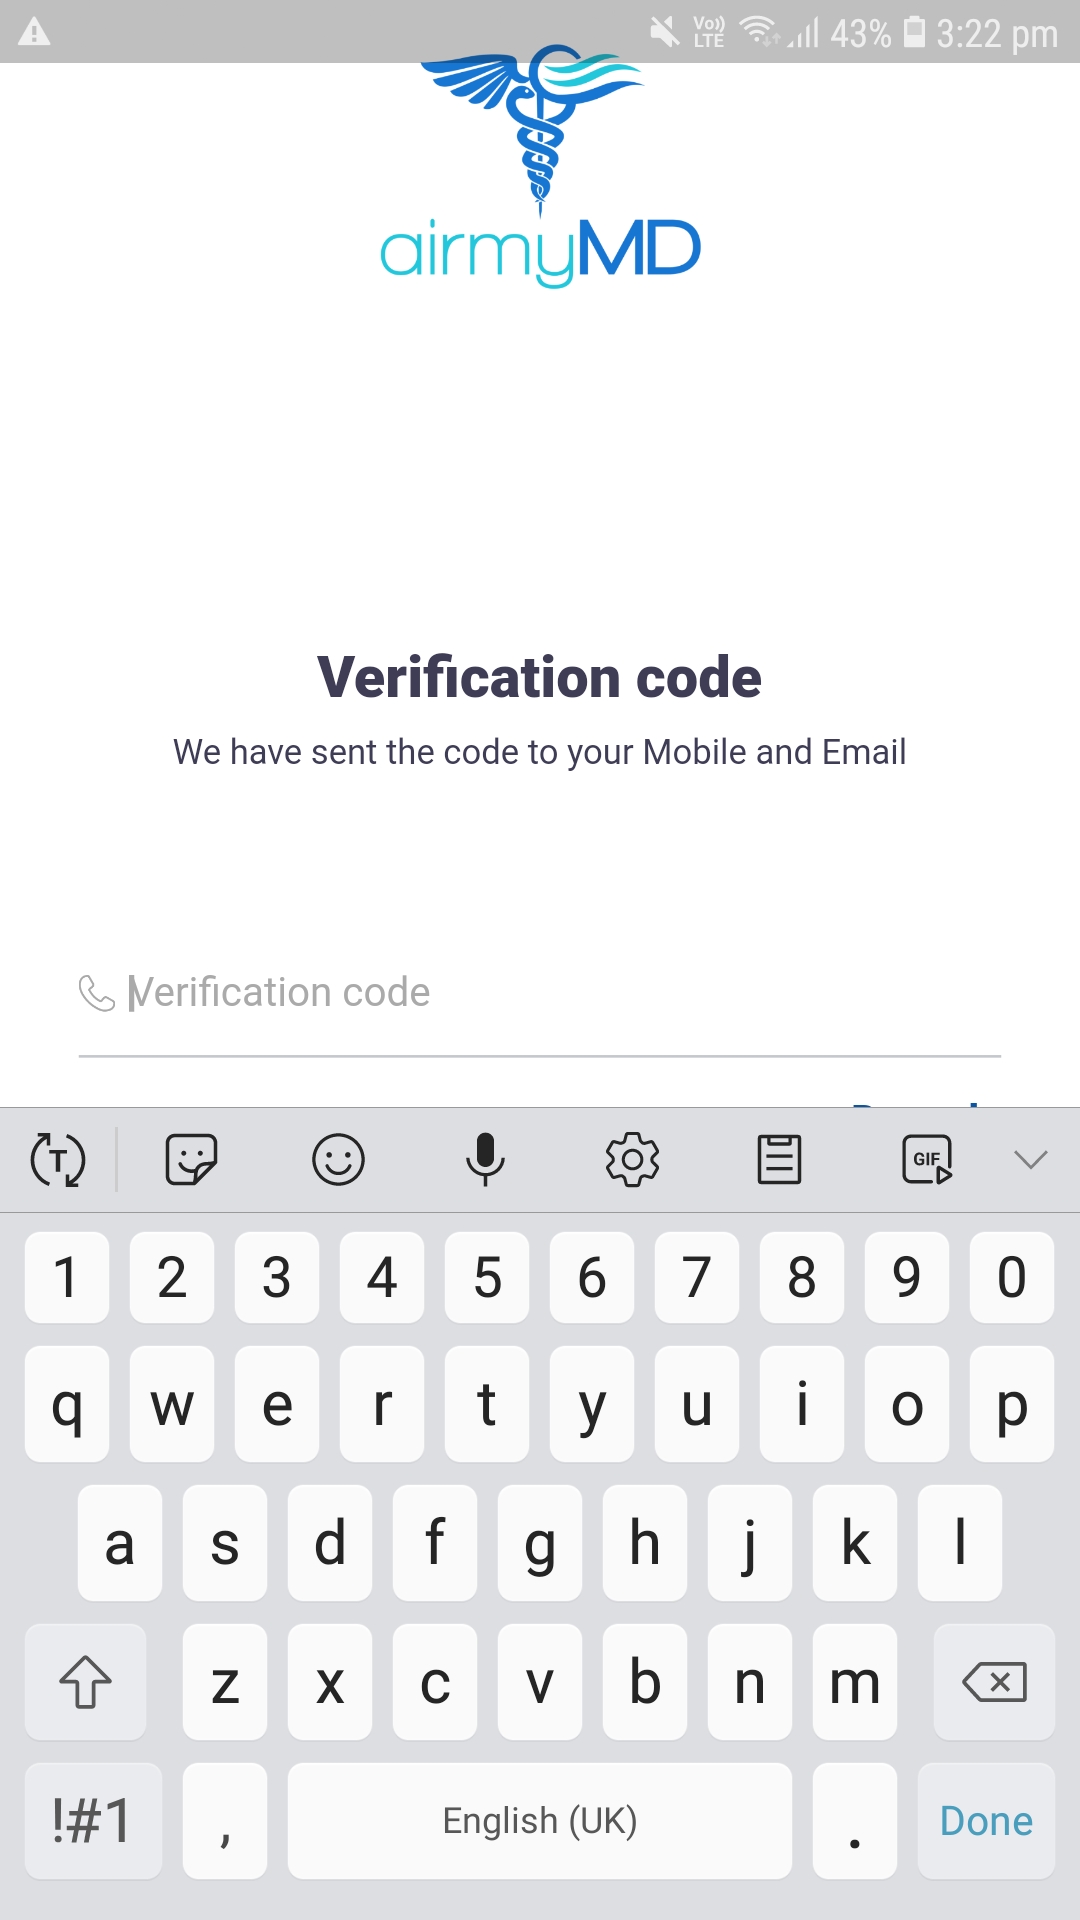 Vo)) LTE 43% 3:22 pm
airmyMD
Verification code
We have sent the code to your Mobile and Email
Verification code
T GIF
1 2 3 4 5 6 7 8 9 0
q w e r t y u i o p
a s d f g h j k l
z x c v b n m
!#1 , English (UK) . Done